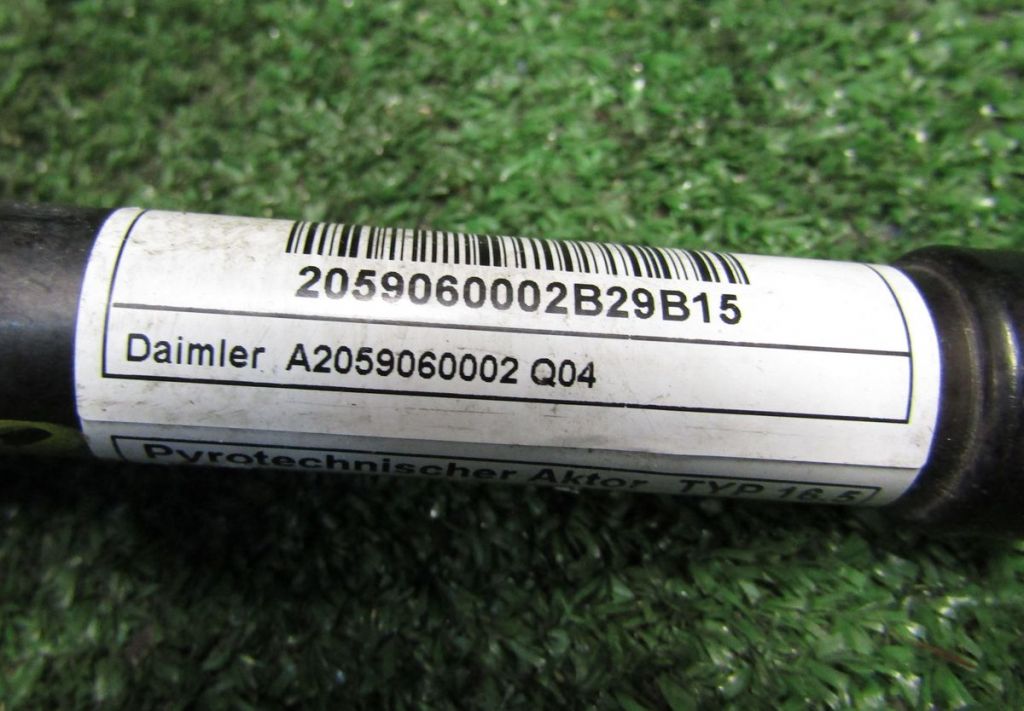 2059060002B29B15
Daimler A2059060002 Q04
Pyrotechnischer Aktor TYP 16.5